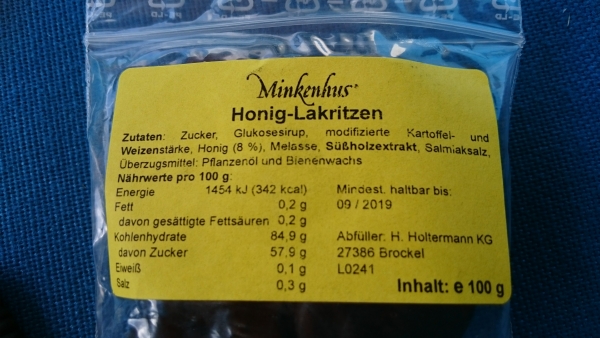 Minkenhus®
Honig-Lakritzen
Zutaten: Zucker, Glukosesirup, modifizierte Kartoffel- und
Weizenstärke, Honig (8 %), Melasse, Süßholzextrakt, Salmiaksalz,
Überzugsmittel: Pflanzenöl und Bienenwachs
Nährwerte pro 100 g:
Energie 1454 kJ (342 kcal) Mindest. haltbar bis:
Fett 0,2 g 09 / 2019
davon gesättigte Fettsäuren 0,2 g
Kohlenhydrate 84,9 g Abfüller: H. Holtermann KG
davon Zucker 57,9 g 27386 Brockel
Eiweiß 0,1 g L0241
Salz 0,3 g Inhalt: e 100 g